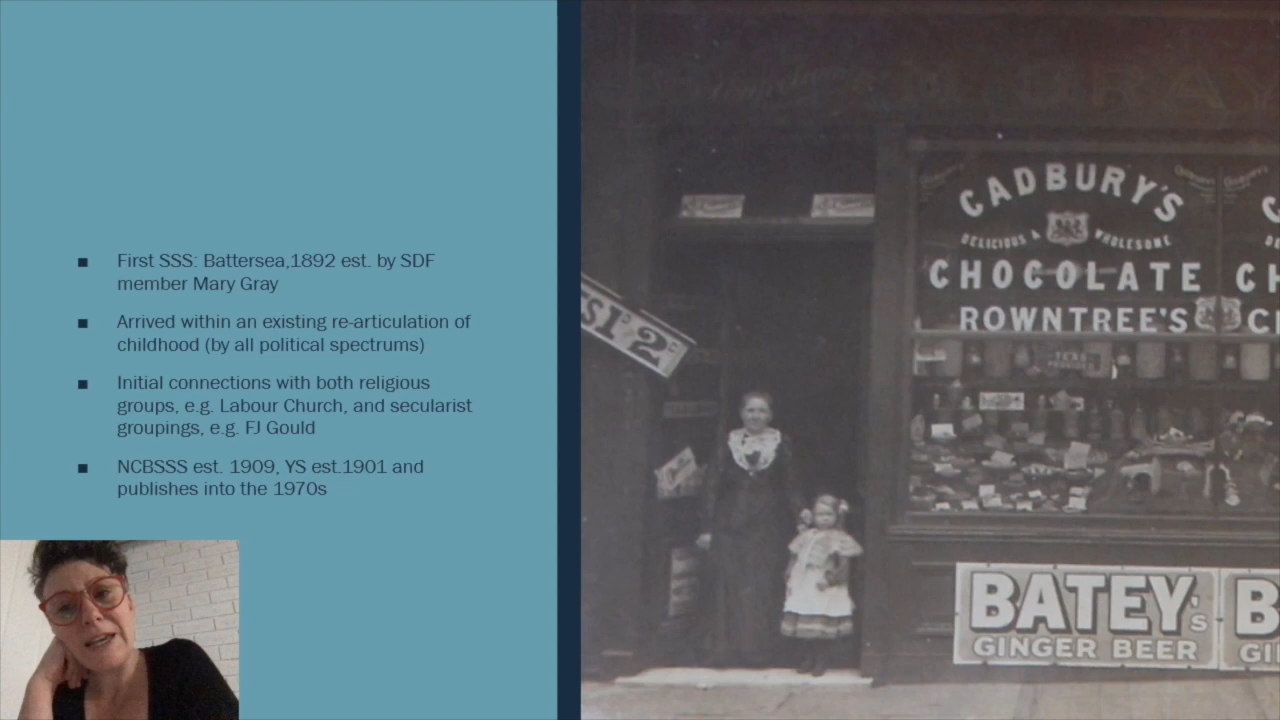 First SSS: Battersea,1892 est. by SDF
member Mary Gray
Arrived within an existing re-articulation of
childhood (by all political spectrums)
Initial connections with both religious
groups, e.g. Labour Church, and secularist
groupings, e.g. FJ Gould
NCBSSS est. 1909, YS est.1901 and
publishes into the 1970s
GRAY
CADBURY'S
DELICIOUS & WHOLESOME
CHOCOLATE
ROWNTREE'S
BATEY's
GINGER BEER